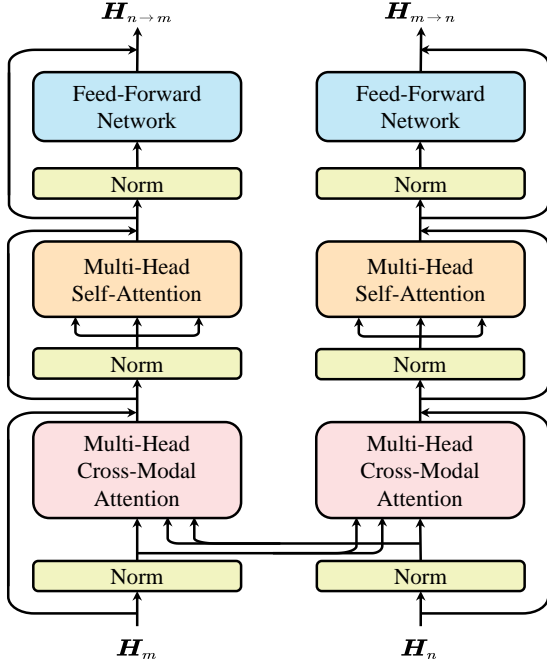 H_{n→m}
H_{m→n}
Feed-Forward
Network
Feed-Forward
Network
Norm
Norm
Multi-Head
Self-Attention
Multi-Head
Self-Attention
Norm
Norm
Multi-Head
Cross-Modal
Attention
Multi-Head
Cross-Modal
Attention
Norm
Norm
H_m
H_n